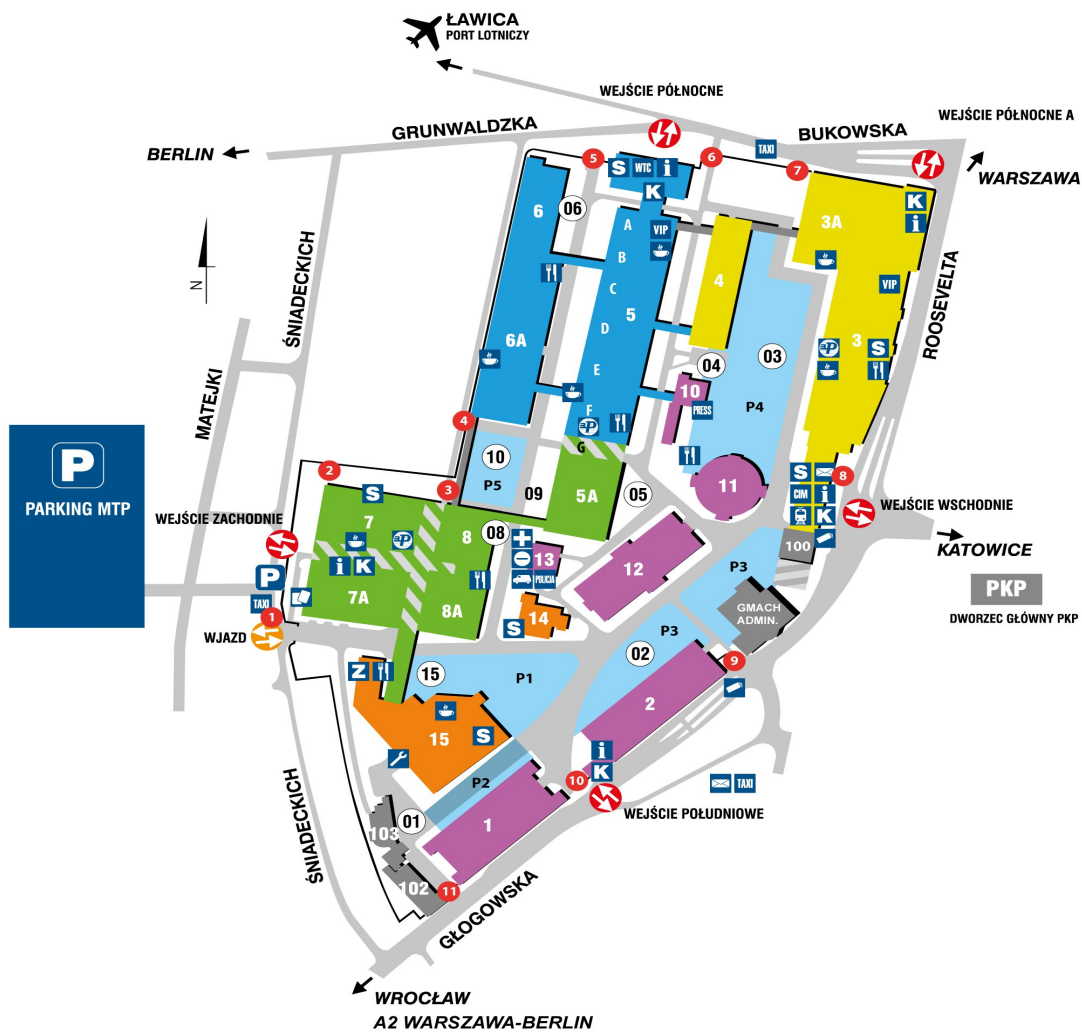 ŁAWICA
PORT LOTNICZY
WEJŚCIE PÓŁNOCNE
WEJŚCIE PÓŁNOCNE A
GRUNWALDZKA
BUKOWSKA
BERLIN
WARSZAWA
TAXI
5
6
7
S
WTC
i
K
6
06
A
VIP
B
C
D
E
F
G
5
4
3A
K
i
VIP
N
ŚNIADECKICH
MATEJKI
ROOSEVELTA
6A
04
03
P
S
3
10
PRESS
P4
P
4
10
P5
09
5A
05
11
S
8
CIM
i
K
WEJŚCIE WSCHODNIE
KATOWICE
100
P
PARKING MTP
2
3
S
7
P
8
08
WEJŚCIE ZACHODNIE
i
K
7A
8A
P
TAXI
1
WJAZD
13
POLICJA
12
14
S
P3
GMACH
ADMIN.
PKP
DWORZEC GŁÓWNY PKP
P3
02
9
Z
15
P1
2
15
S
i
K
10
TAXI
WEJŚCIE POŁUDNIOWE
P2
1
01
103
102
11
ŚNIADECKICH
GŁOGOWSKA
WROCŁAW
A2 WARSZAWA-BERLIN